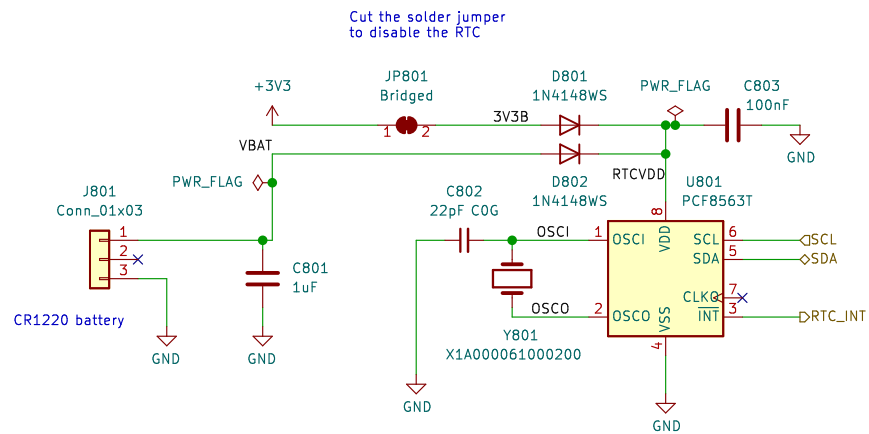 Cut the solder jumper
to disable the RTC
+3V3
JP801
Bridged
1
2
3V3B
D801
1N4148WS
PWR_FLAG
C803
100nF
GND
VBAT
PWR_FLAG
D802
1N4148WS
RTCVDD
J801
Conn_01x03
1
2
3
CR1220 battery
GND
C801
1uF
GND
C802
22pF C0G
OSCI
OSCO
Y801
X1A000061000200
GND
U801
PCF8563T
8
VDD
1
OSCI
2
OSCO
SCL
6
SCL
SDA
5
SDA
CLKO
7
INT
3
RTC_INT
VSS
4
GND